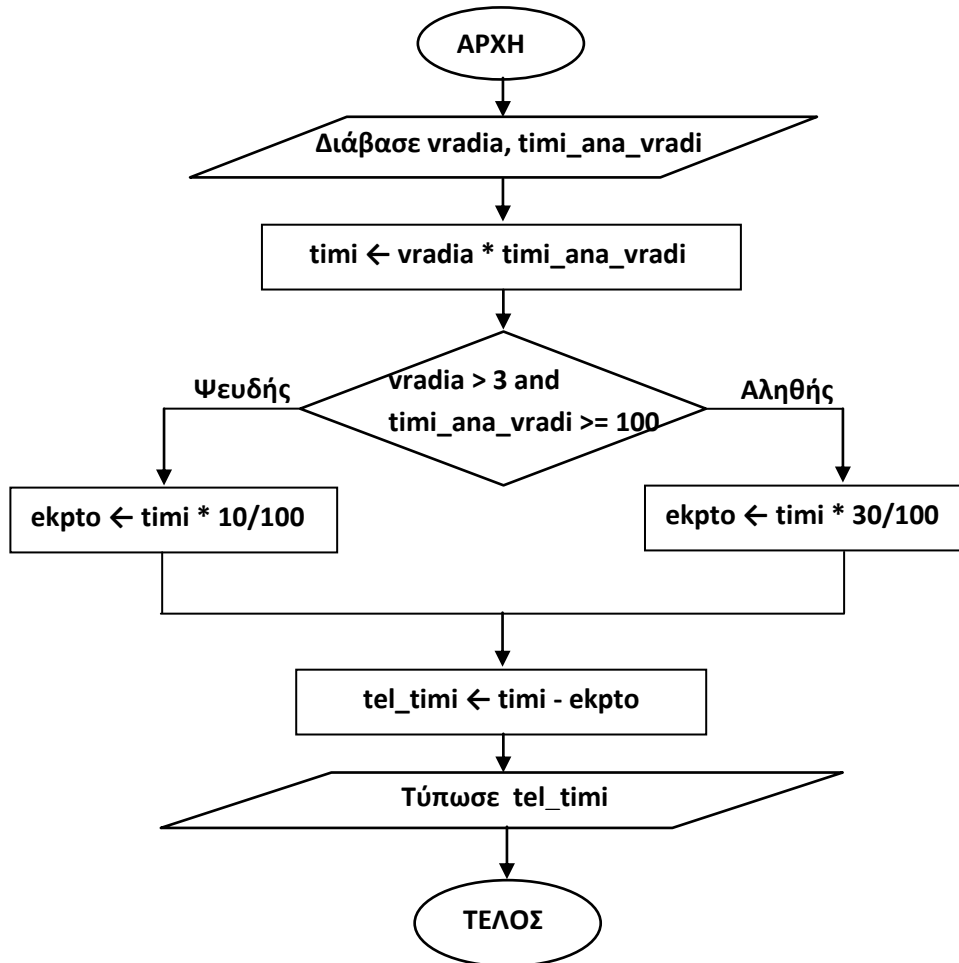 ΑΡΧΗ
Διάβασε vradia, timi_ana_vradi
timi ← vradia * timi_ana_vradi
vradia > 3 and
timi_ana_vradi >= 100
Ψευδής
Αληθής
ekpto ← timi * 10/100
ekpto ← timi * 30/100
tel_timi ← timi - ekpto
Τύπωσε tel_timi
ΤΕΛΟΣ